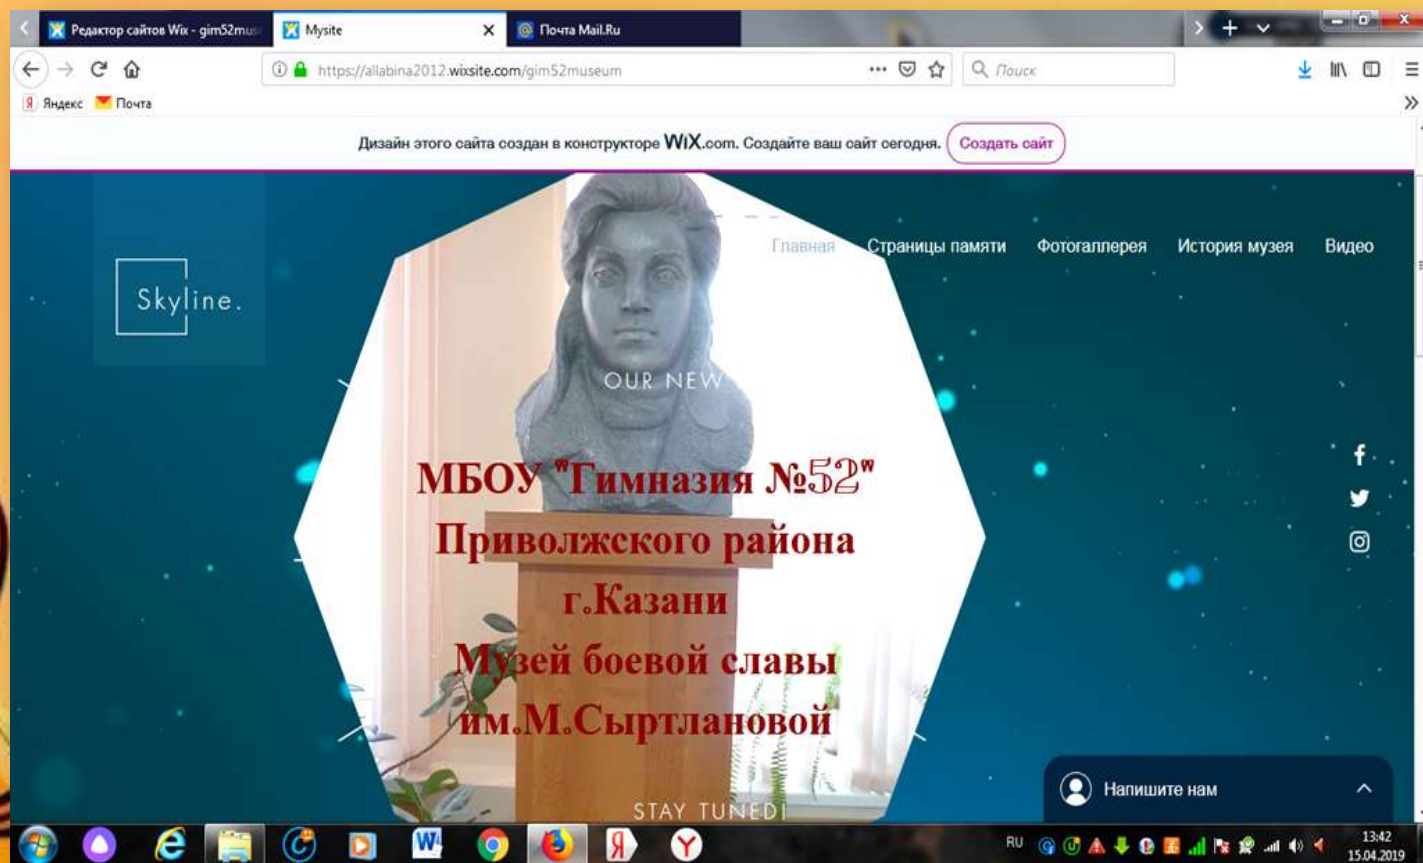 Редактор сайтов Wix - gim52mus
Mysite
Почта Mail.Ru
https://allabina2012.wixsite.com/gim52museum
Поиск
Яндекс
Почта
Дизайн этого сайта создан в конструкторе WiX.com. Создайте ваш сайт сегодня.
Создать сайт
Skyline.
Главная
Страницы памяти
Фотогаллерея
История музея
Видео
OUR NEW
МБОУ "Гимназия №52"
Приволжского района
г.Казани
Музей боевой славы
им.М.Сыртлановой
STAY TUNED!
Напишите нам
RU
13:42
15.04.2019